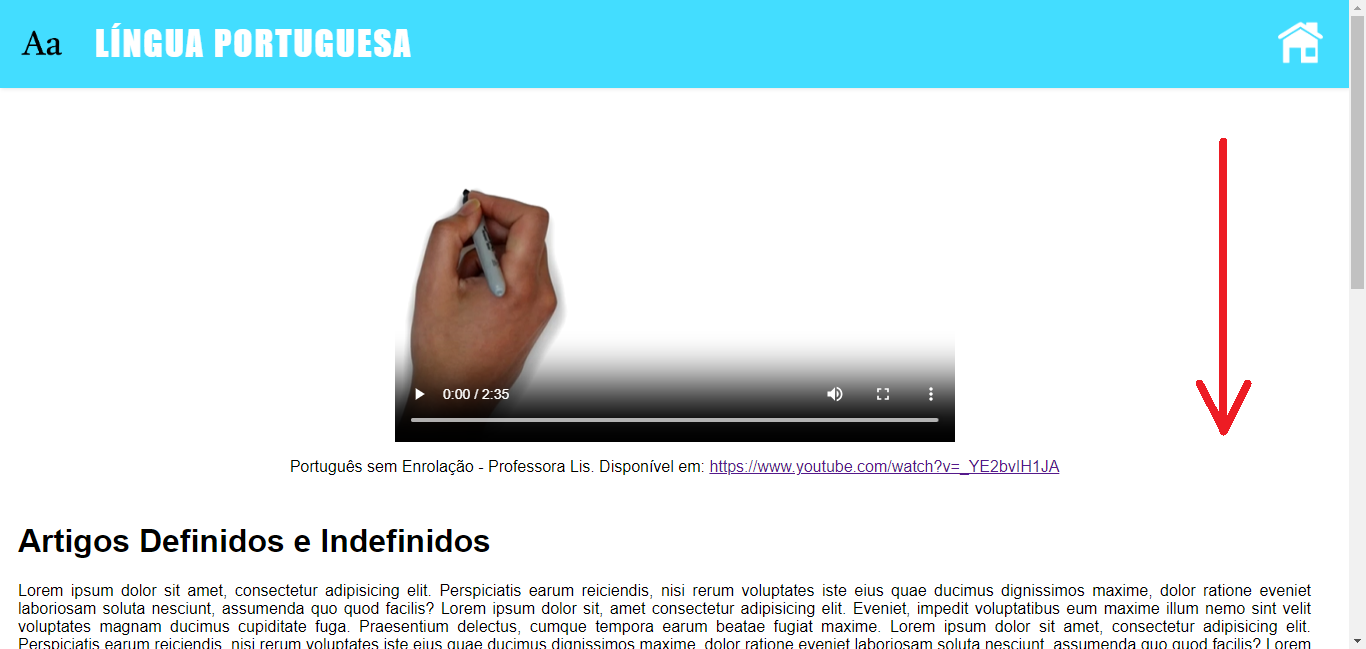 Aa LÍNGUA PORTUGUESA
0:00 / 2:35
Português sem Enrolação - Professora Lis. Disponível em: https://www.youtube.com/watch?v=_YE2bvIH1JA
Artigos Definidos e Indefinidos
Lorem ipsum dolor sit amet, consectetur adipisicing elit. Perspiciatis earum reiciendis, nisi rerum voluptates iste eius quae ducimus dignissimos maxime, dolor ratione eveniet
laboriosam soluta nesciunt, assumenda quo quod facilis? Lorem ipsum dolor sit, amet consectetur adipisicing elit. Eveniet, impedit voluptatibus eum maxime illum nemo sint velit
voluptates magnam ducimus cupiditate fuga. Praesentium delectus, cumque tempora earum beatae fugiat maxime. Lorem ipsum dolor sit amet, consectetur adipisicing elit.
Perspiciatis earum reiciendis, nisi rerum voluptates iste eius quae ducimus dignissimos maxime, dolor ratione eveniet laboriosam soluta nesciunt, assumenda quo quod facilis? Lorem